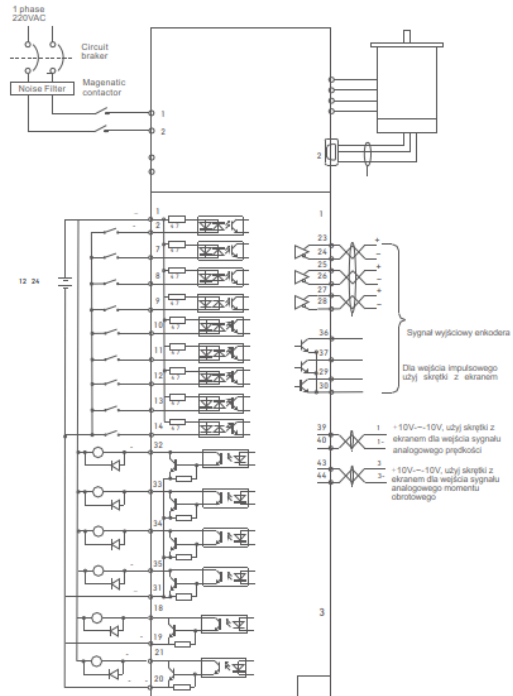 1 phase
220VAC
Circuit
braker
Noise Filter
Magenatic
contactor
1
2
2
1
2
7
8
9
10
11
12
13
14
12 24
1
23
24
25
26
27
28
+
-
+
-
+
-
Sygnał wyjściowy enkodera
36
37
29
30
Dla wejścia impulsowego
użyj skrętki z ekranem
39
40
1
1-
-10V~-10V, użyj skrętki z
ekranem dla wejścia sygnału
analogowego prędkości
43
44
3
3-
-10V~-10V, użyj skrętki z
ekranem dla wejścia sygnału
analogowego momentu
obrotowego
32
33
34
35
31
18
19
21
20
3